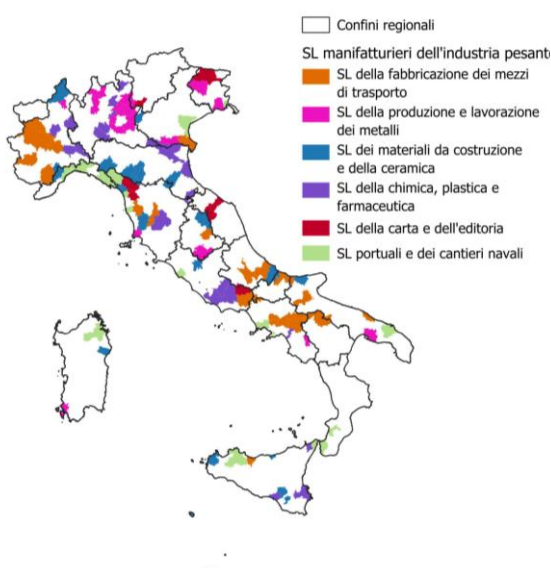 Confini regionali
SL manifatturieri dell'industria pesante
SL della fabbricazione dei mezzi
di trasporto
SL della produzione e lavorazione
dei metalli
SL dei materiali da costruzione
e della ceramica
SL della chimica, plastica e
farmaceutica
SL della carta e dell'editoria
SL portuali e dei cantieri navali